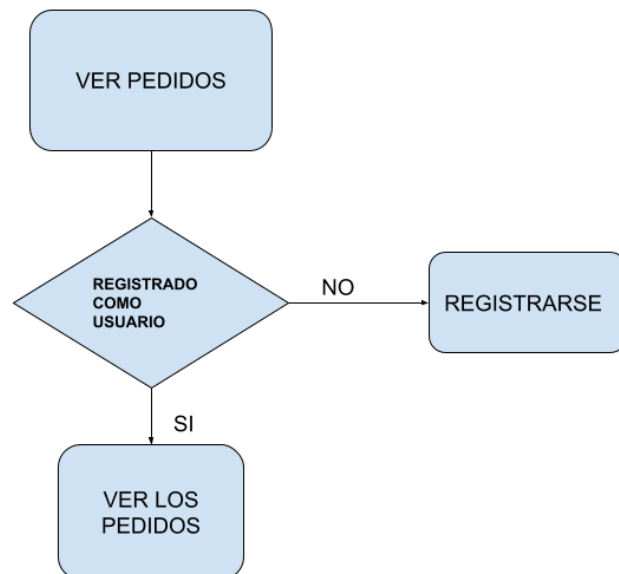 VER PEDIDOS
REGISTRADO
COMO
USUARIO
NO
REGISTRARSE
SI
VER LOS
PEDIDOS